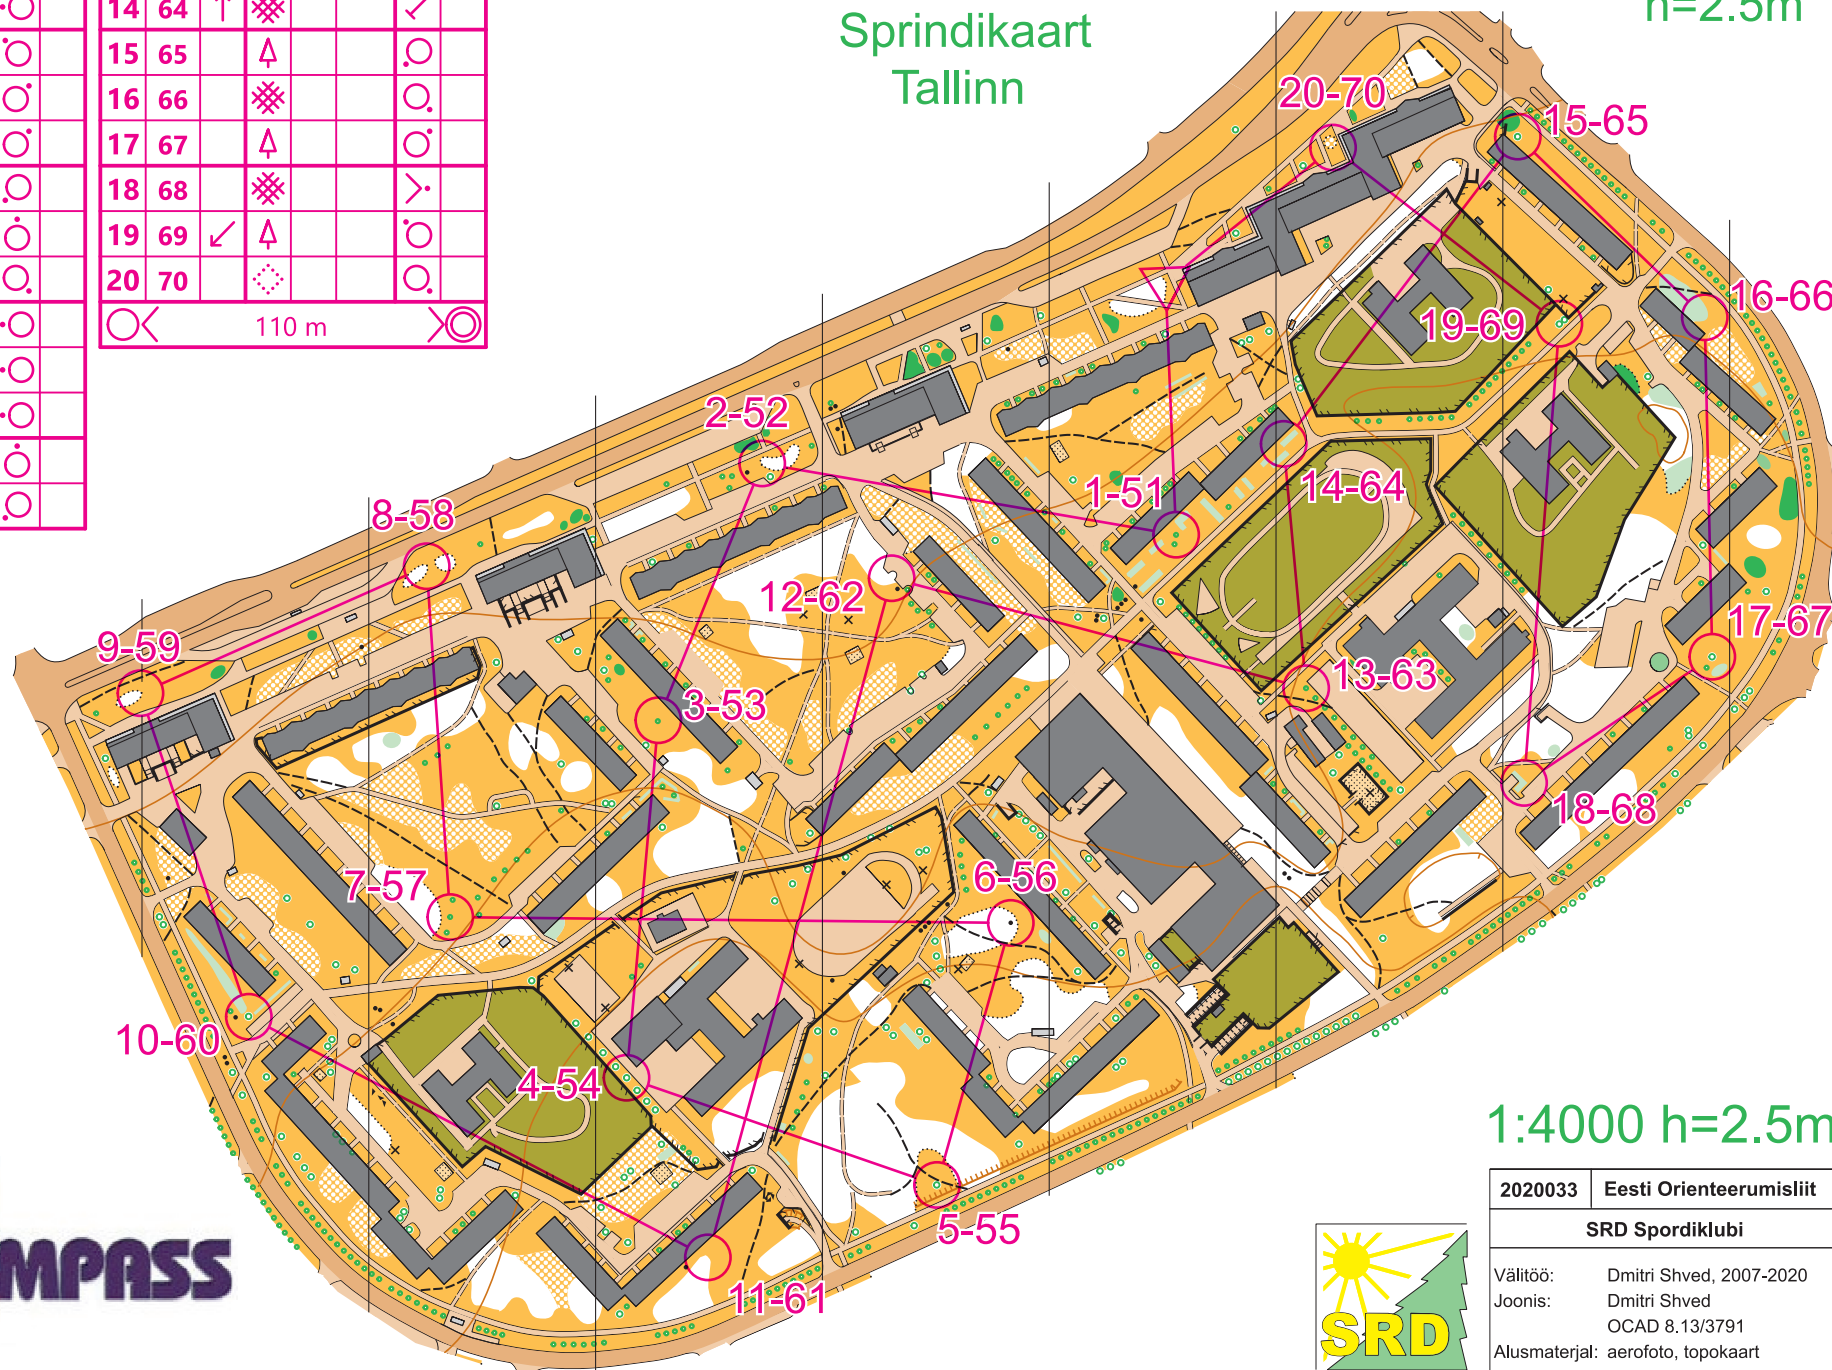 14 64
15 65
16 66
17 67
18 68
19 69
20 70
110 m
Sprindikaart
Tallinn
h=2.5m
20-70
15-65
16-66
19-69
2-52
1-51
14-64
8-58
12-62
9-59
17-67
3-53
13-63
18-68
7-57
6-56
10-60
4-54
5-55
11-61
1:4000 h=2.5m
2020033 Eesti Orienteerumisliit
SRD Spordiklubi
Välitöö: Dmitri Shved, 2007-2020
Joonis: Dmitri Shved
OCAD 8.13/3791
Alusmaterjal: aerofoto, topokaart
SRD
MPASS